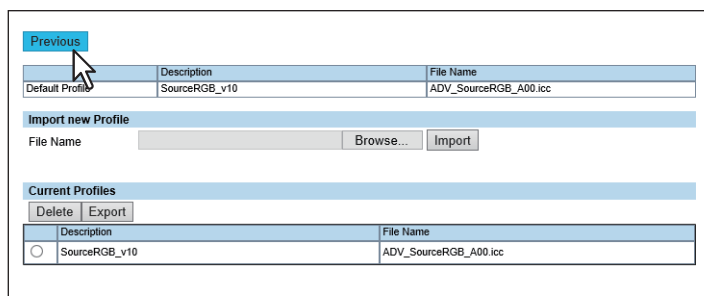 Previous
Description File Name
Default Profile SourceRGB_v10 ADV_SourceRGB_A00.icc
Import new Profile
File Name Browse... Import
Current Profiles
Delete Export
Description File Name
SourceRGB_v10 ADV_SourceRGB_A00.icc